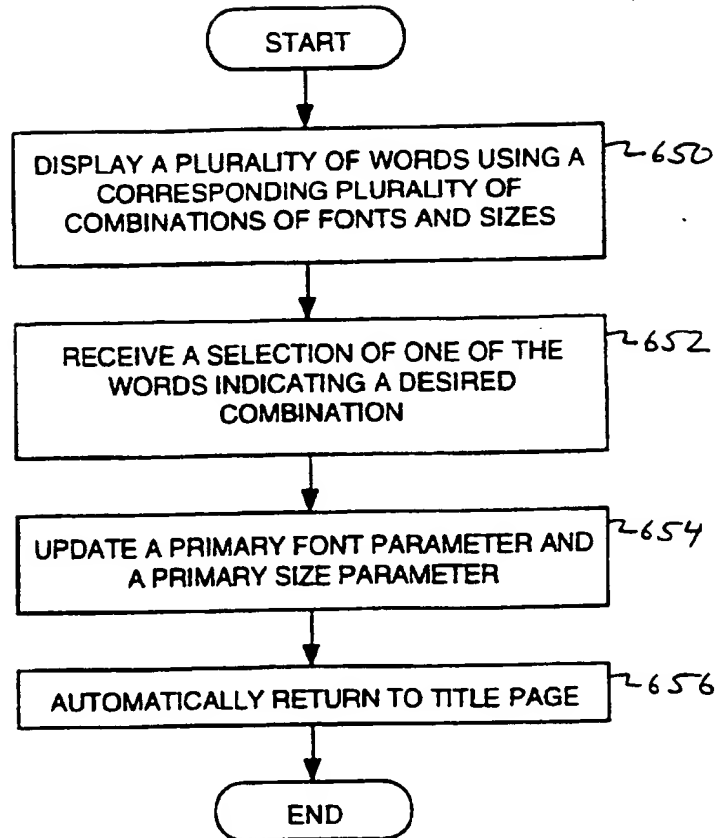 START
DISPLAY A PLURALITY OF WORDS USING A
CORRESPONDING PLURALITY OF
COMBINATIONS OF FONTS AND SIZES
650
RECEIVE A SELECTION OF ONE OF THE
WORDS INDICATING A DESIRED
COMBINATION
652
UPDATE A PRIMARY FONT PARAMETER AND
A PRIMARY SIZE PARAMETER
654
AUTOMATICALLY RETURN TO TITLE PAGE
656
END